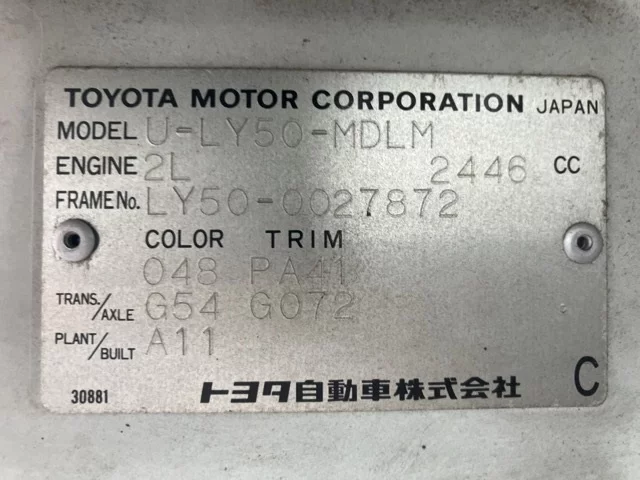 TOYOTA MOTOR CORPORATION JAPAN
MODEL U-LY50-MDLM
ENGINE 2L 2446 CC
FRAME No. LY50-0027872
COLOR TRIM
048 PA41
TRANS./AXLE G54 G072
PLANT/BUILT A11
30881 トヨタ自動車株式会社 C